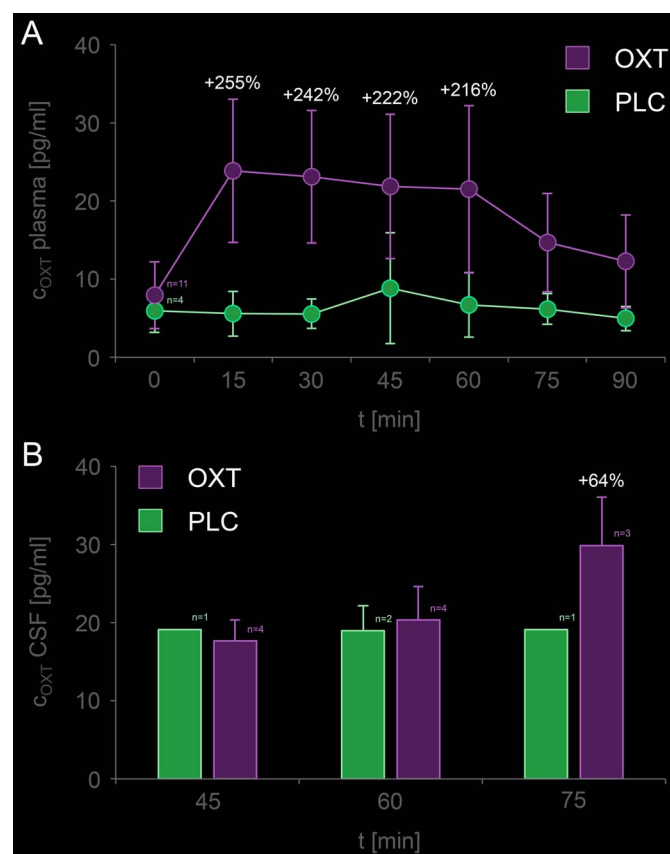 A
40
30
20
10
0
c_OXT plasma [pg/ml]
+255%
+242%
+222%
+216%
OXT
PLC
n=11
n=4
0 15 30 45 60 75 90
t [min]
B
OXT
PLC
40
30
20
10
0
c_OXT CSF [pg/ml]
+64%
n=1
n=4
n=2
n=4
n=1
n=3
45 60 75
t [min]